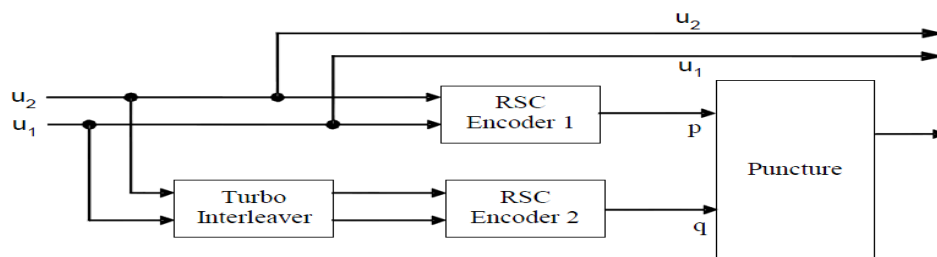 u2
u1
u2
u1
RSC
Encoder 1
p
Puncture
Turbo
Interleaver
RSC
Encoder 2
q